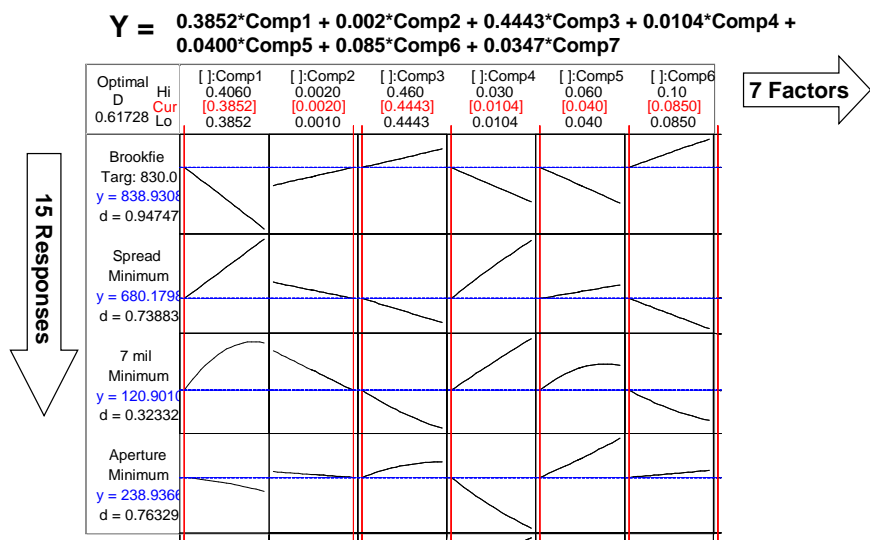 Y = 0.3852*Comp1 + 0.002*Comp2 + 0.4443*Comp3 + 0.0104*Comp4 +
0.0400*Comp5 + 0.085*Comp6 + 0.0347*Comp7
Optimal
D
0.61728
Hi
Cur
Lo
[ ]:Comp1 [ ]:Comp2 [ ]:Comp3 [ ]:Comp4 [ ]:Comp5 [ ]:Comp6
0.4060 0.0020 0.460 0.030 0.060 0.10
[0.3852] [0.0020] [0.4443] [0.0104] [0.040] [0.0850]
0.3852 0.0010 0.4443 0.0104 0.040 0.0850
7 Factors
15 Responses
Brookfie
Targ: 830.0
y = 838.9308
d = 0.94747
Spread
Minimum
y = 680.1798
d = 0.73883
7 mil
Minimum
y = 120.9010
d = 0.32332
Aperture
Minimum
y = 238.9366
d = 0.76329